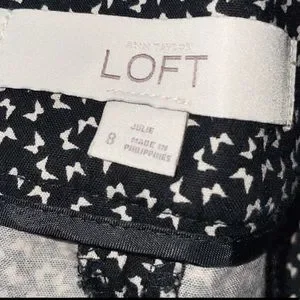 ANN TAYLOR
LOFT
JULIE
8
MADE IN
PHILIPPINES